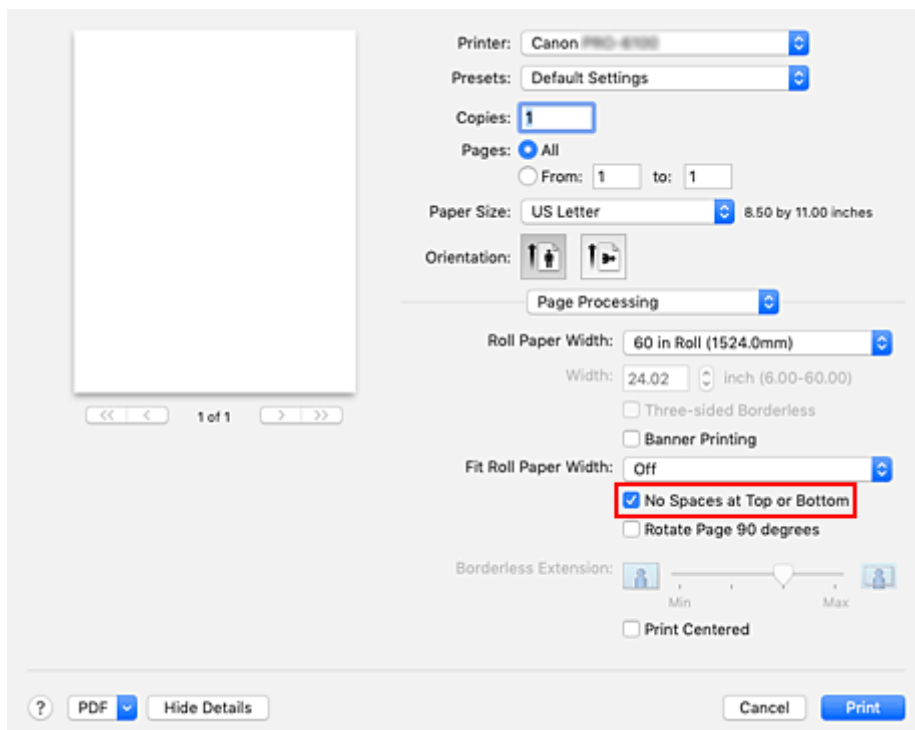 Printer: Canon
Presets: Default Settings
Copies: 1
Pages: All
From: 1 to: 1
Paper Size: US Letter 8.50 by 11.00 inches
Orientation:
Page Processing
Roll Paper Width: 60 in Roll (1524.0mm)
Width: 24.02 inch (6.00-60.00)
Three-sided Borderless
Banner Printing
Fit Roll Paper Width: Off
No Spaces at Top or Bottom
Rotate Page 90 degrees
Borderless Extension:
Min Max
Print Centered
<< < 1 of 1 > >>
? PDF Hide Details Cancel Print